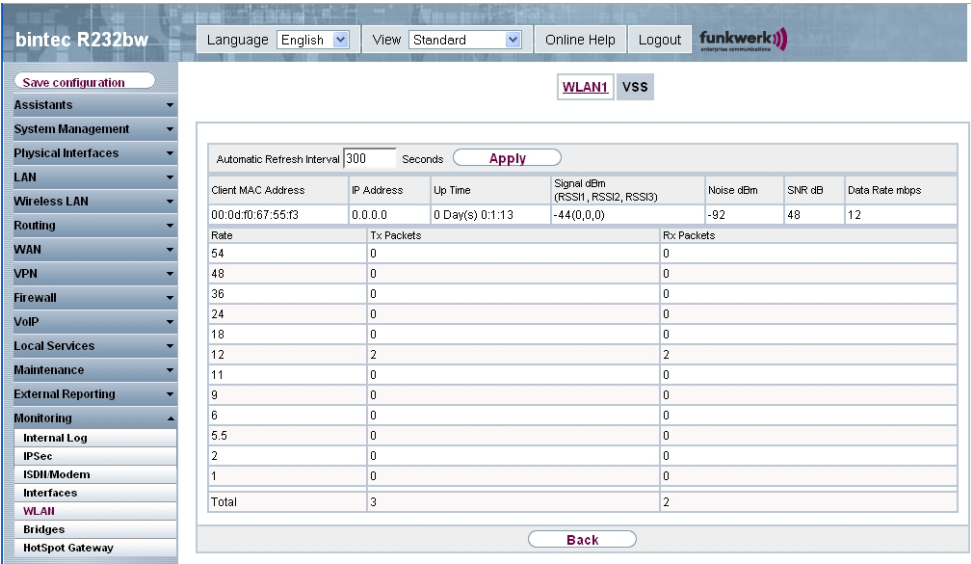 bintec R232bw
Language English View Standard Online Help Logout funkwerk
enterprise communications
Save configuration
WLAN1 VSS
Assistants
System Management
Physical Interfaces
LAN
Wireless LAN
Routing
WAN
VPN
Firewall
VoIP
Local Services
Maintenance
External Reporting
Monitoring
Internal Log
IPSec
ISDN/Modem
Interfaces
WLAN
Bridges
HotSpot Gateway
Automatic Refresh Interval 300 Seconds Apply
Client MAC Address IP Address Up Time Signal dBm (RSSI1, RSSI2, RSSI3) Noise dBm SNR dB Data Rate mbps
00:0d:f0:67:55:f3 0.0.0.0 0 Day(s) 0:1:13 -44(0,0,0) -92 48 12
Rate Tx Packets Rx Packets
54 0 0
48 0 0
36 0 0
24 0 0
18 0 0
12 2 2
11 0 0
9 0 0
6 0 0
5.5 0 0
2 0 0
1 0 0
Total 3 2
Back